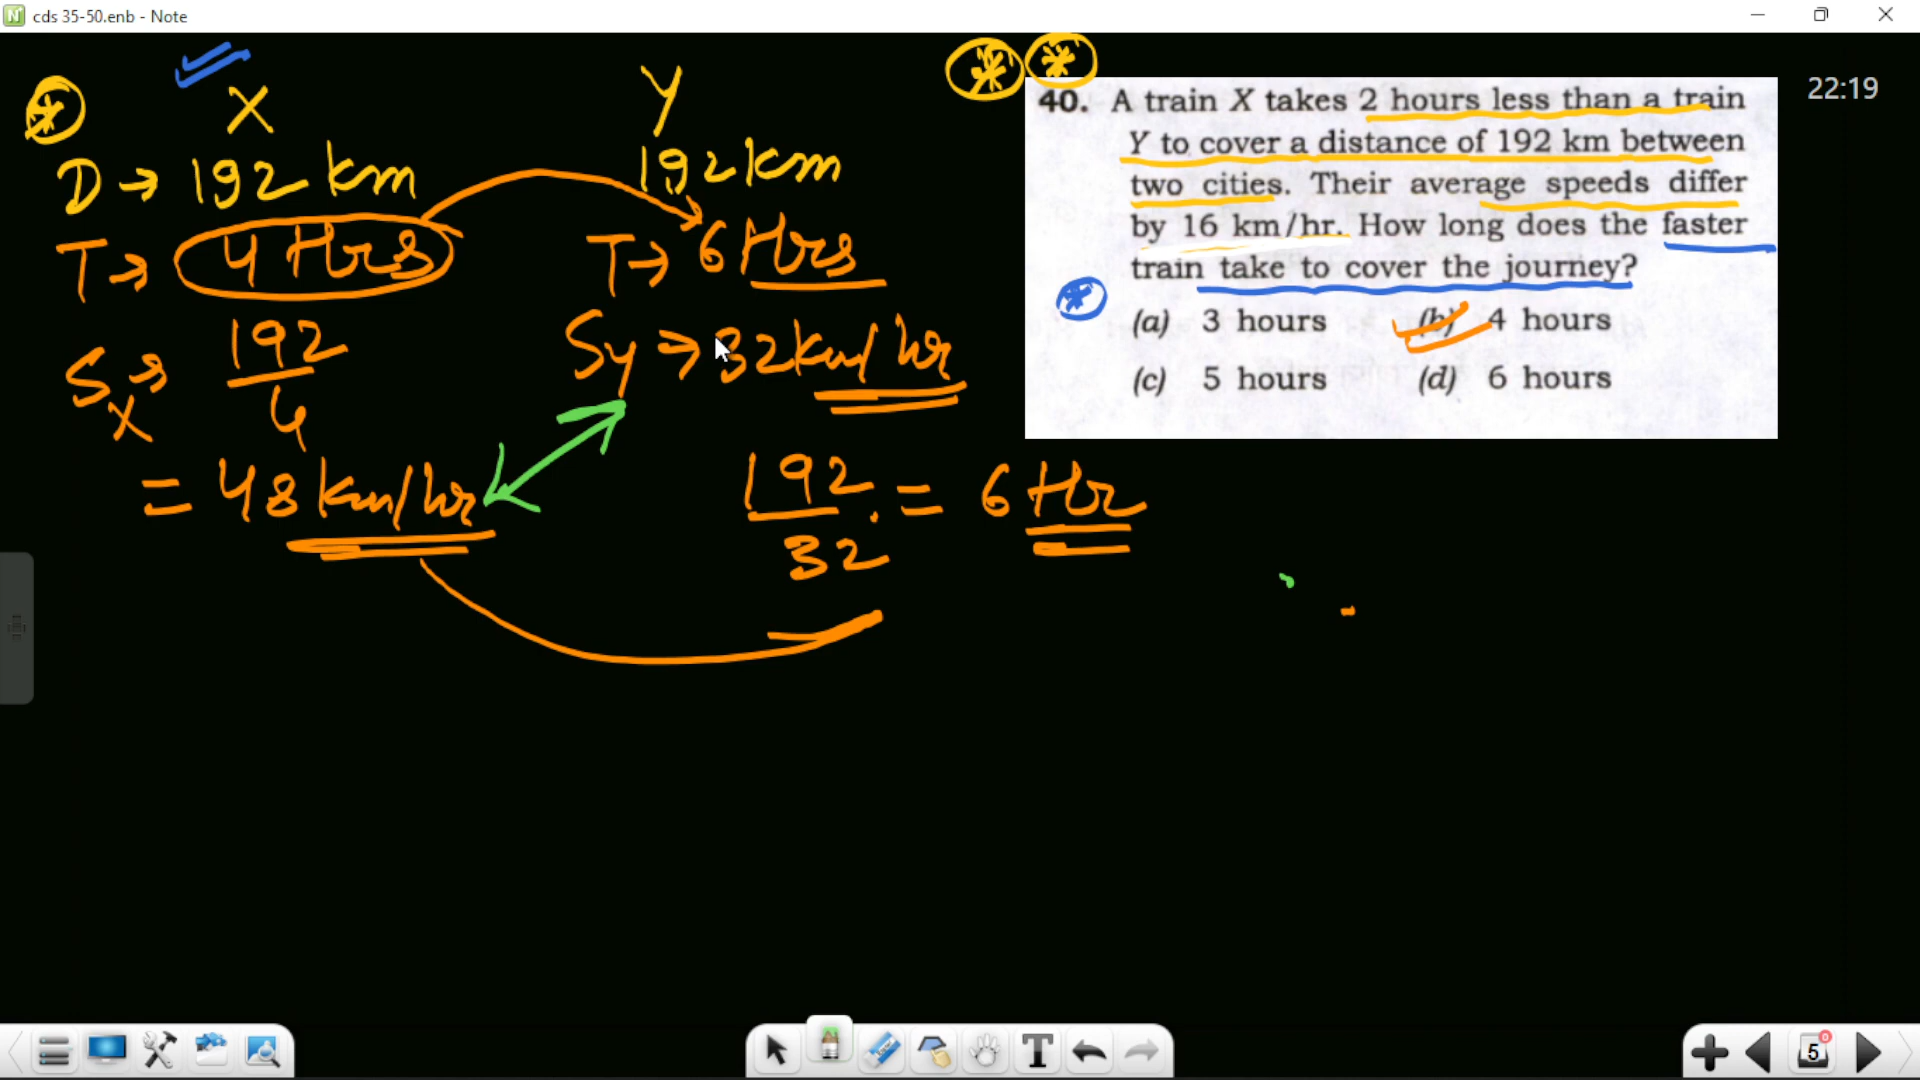 cds 35-50.enb - Note
X
Y
D → 192 km
192 km
T → 4 Hrs
T → 6 Hrs
Sx → 192/4
Sy → 32 km/hr
= 48 km/hr
192/32 = 6 Hr
40. A train X takes 2 hours less than a train
Y to cover a distance of 192 km between
two cities. Their average speeds differ
by 16 km/hr. How long does the faster
train take to cover the journey?
(a) 3 hours (b) 4 hours
(c) 5 hours (d) 6 hours
22:19
T
5
0